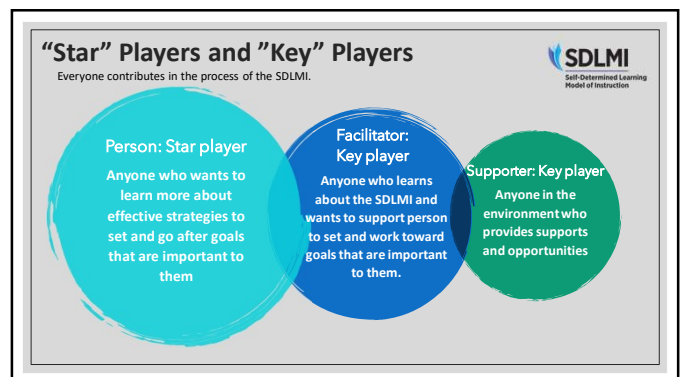 “Star” Players and ”Key” Players
Everyone contributes in the process of the SDLMI.
SDLMI
Self-Determined Learning
Model of Instruction
Person: Star player
Anyone who wants to
learn more about
effective strategies to
set and go after goals
that are important to
them
Facilitator:
Key player
Anyone who learns
about the SDLMI and
wants to support person
to set and work toward
goals that are important
to them.
Supporter: Key player
Anyone in the
environment who
provides supports
and opportunities